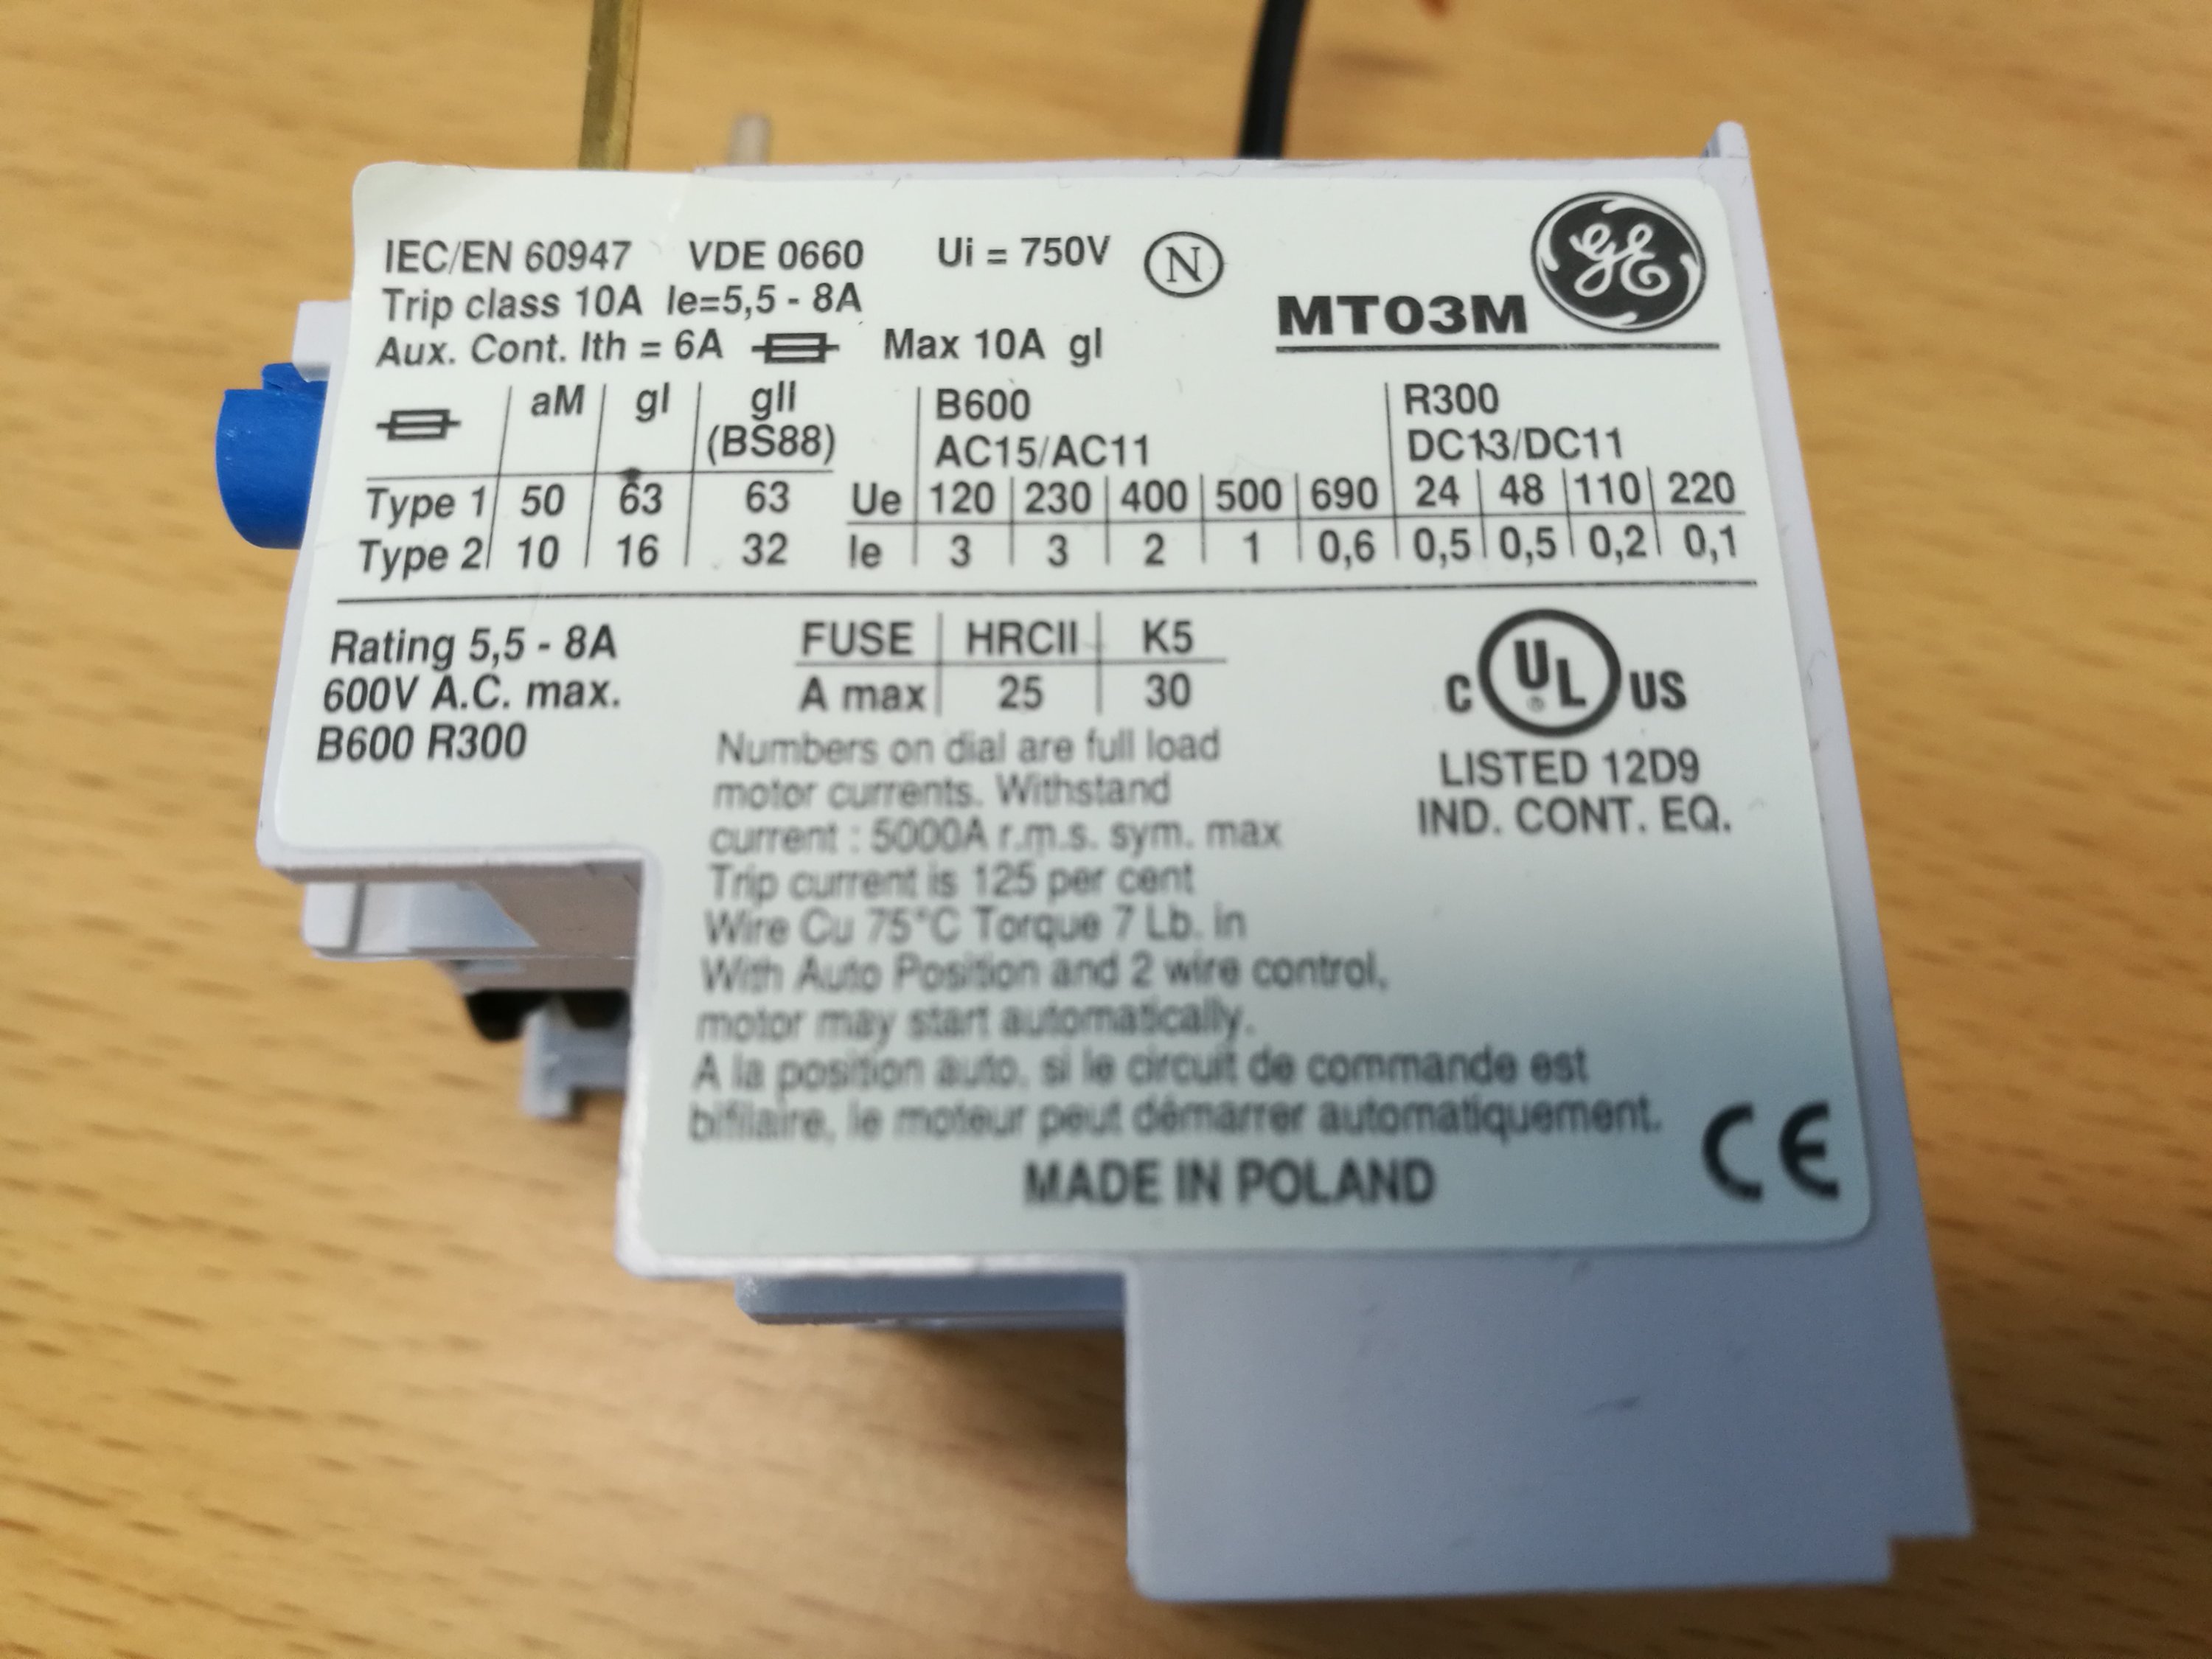 IEC/EN 60947 VDE 0660 Ui = 750V N
GE
Trip class 10A Ie=5,5 - 8A
MT03M
Aux. Cont. Ith = 6A Max 10A gI
aM gI gII B600 R300
(BS88) AC15/AC11 DC13/DC11
Type 1 50 63 63 Ue 120 230 400 500 690 24 48 110 220
Type 2 10 16 32 Ie 3 3 2 1 0,6 0,5 0,5 0,2 0,1
Rating 5,5 - 8A
600V A.C. max.
B600 R300
FUSE HRCII K5
A max 25 30
Numbers on dial are full load
motor currents. Withstand
current : 5000A r.m.s. sym. max
Trip current is 125 per cent
Wire Cu 75°C Torque 7 Lb. in
With Auto Position and 2 wire control,
motor may start automatically.
A la position auto, si le circuit de commande est
bifilaire, le moteur peut démarrer automatiquement.
C UL® US
LISTED 12D9
IND. CONT. EQ.
MADE IN POLAND
CE